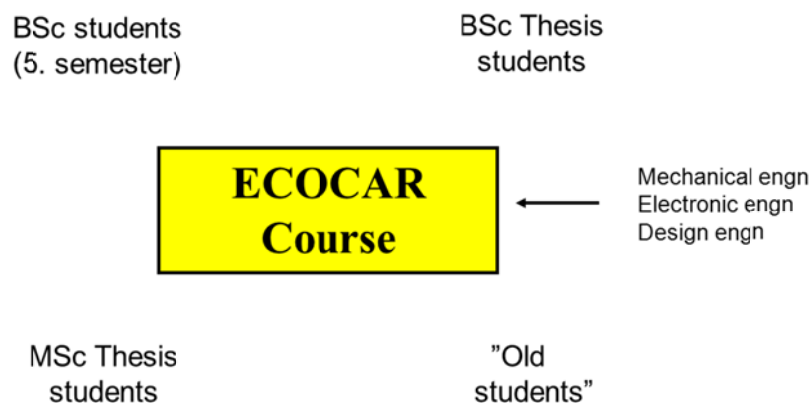 BSc students
(5. semester)
BSc Thesis
students
ECOCAR
Course
Mechanical engn
Electronic engn
Design engn
MSc Thesis
students
”Old
students”